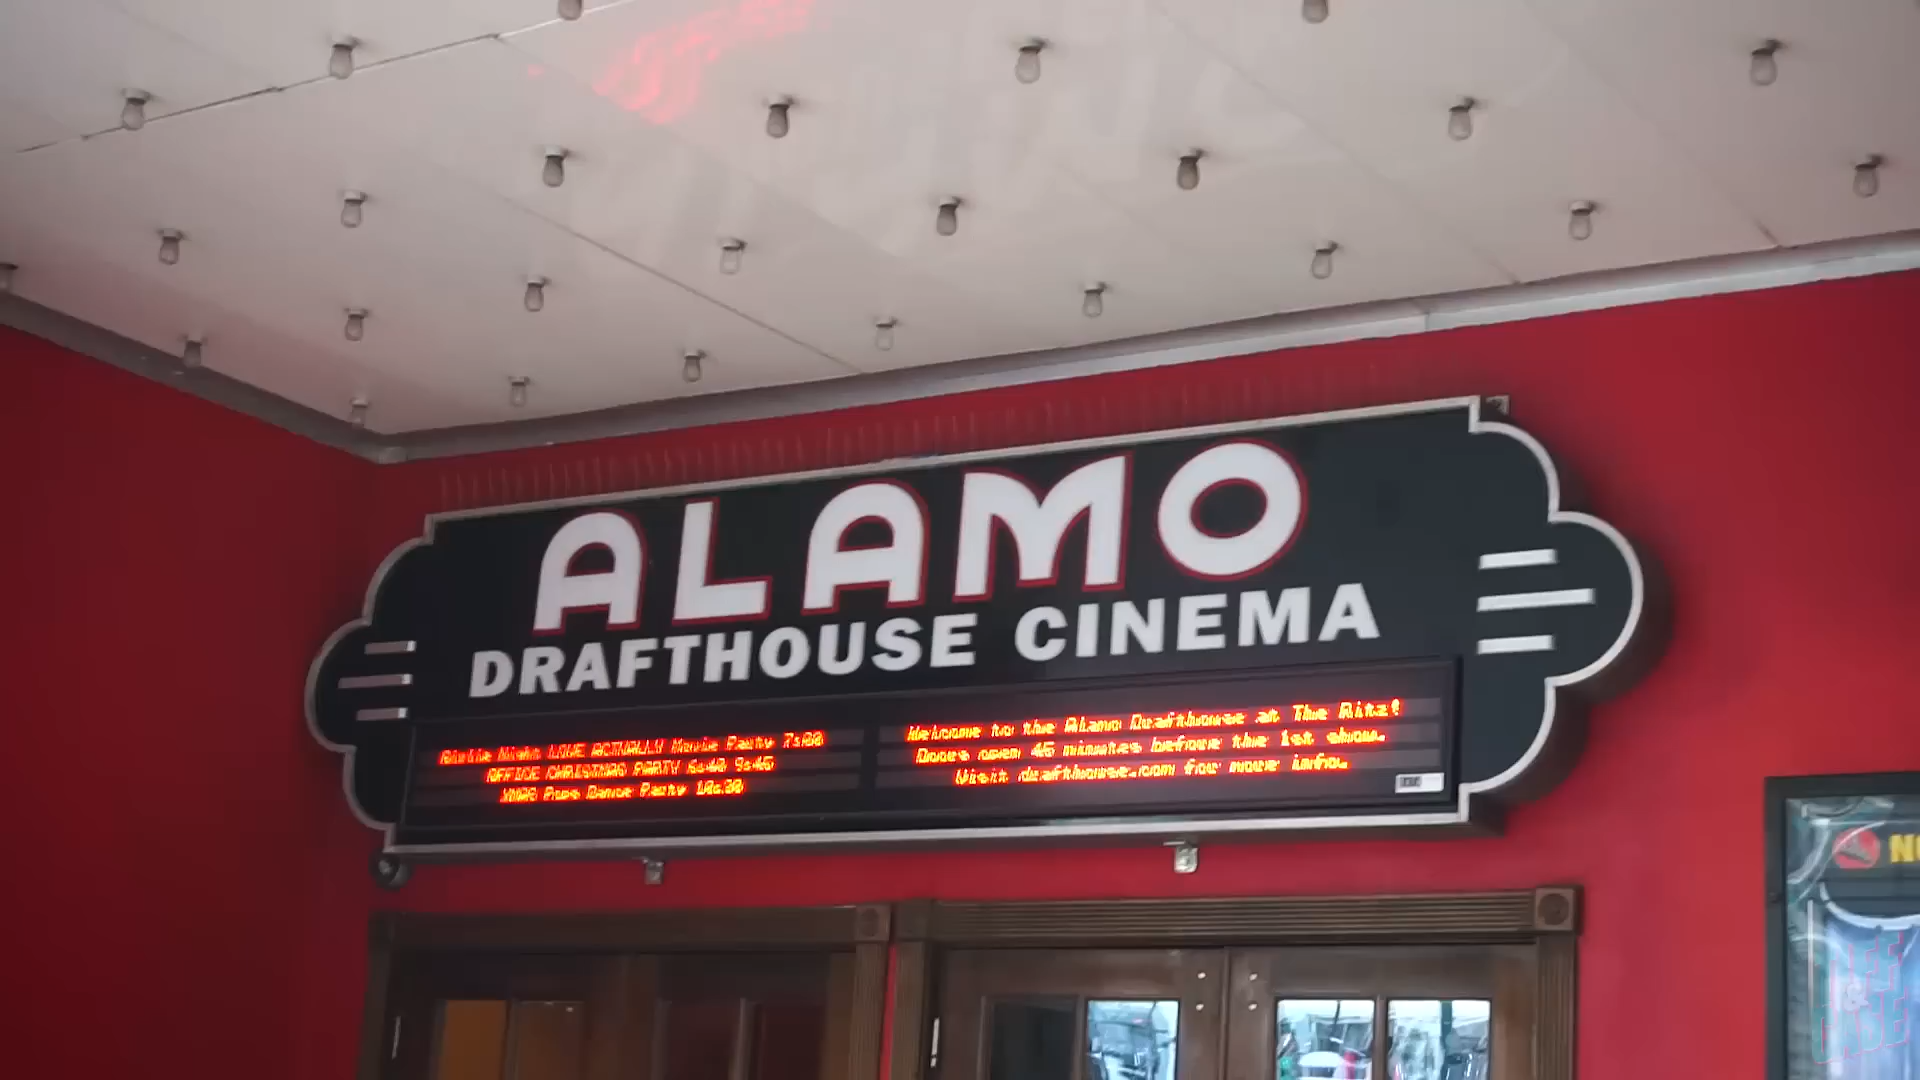 ALAMO
DRAFTHOUSE CINEMA
Night LOVE ACTUALLY Movie Party 7:00
OFFICE CHRISTMAS PARTY 6:40 9:45
Dance Party 10:30
Welcome to the Alamo Drafthouse at The Ritz!
Doors open 45 minutes before the 1st show.
Visit drafthouse.com for more info.